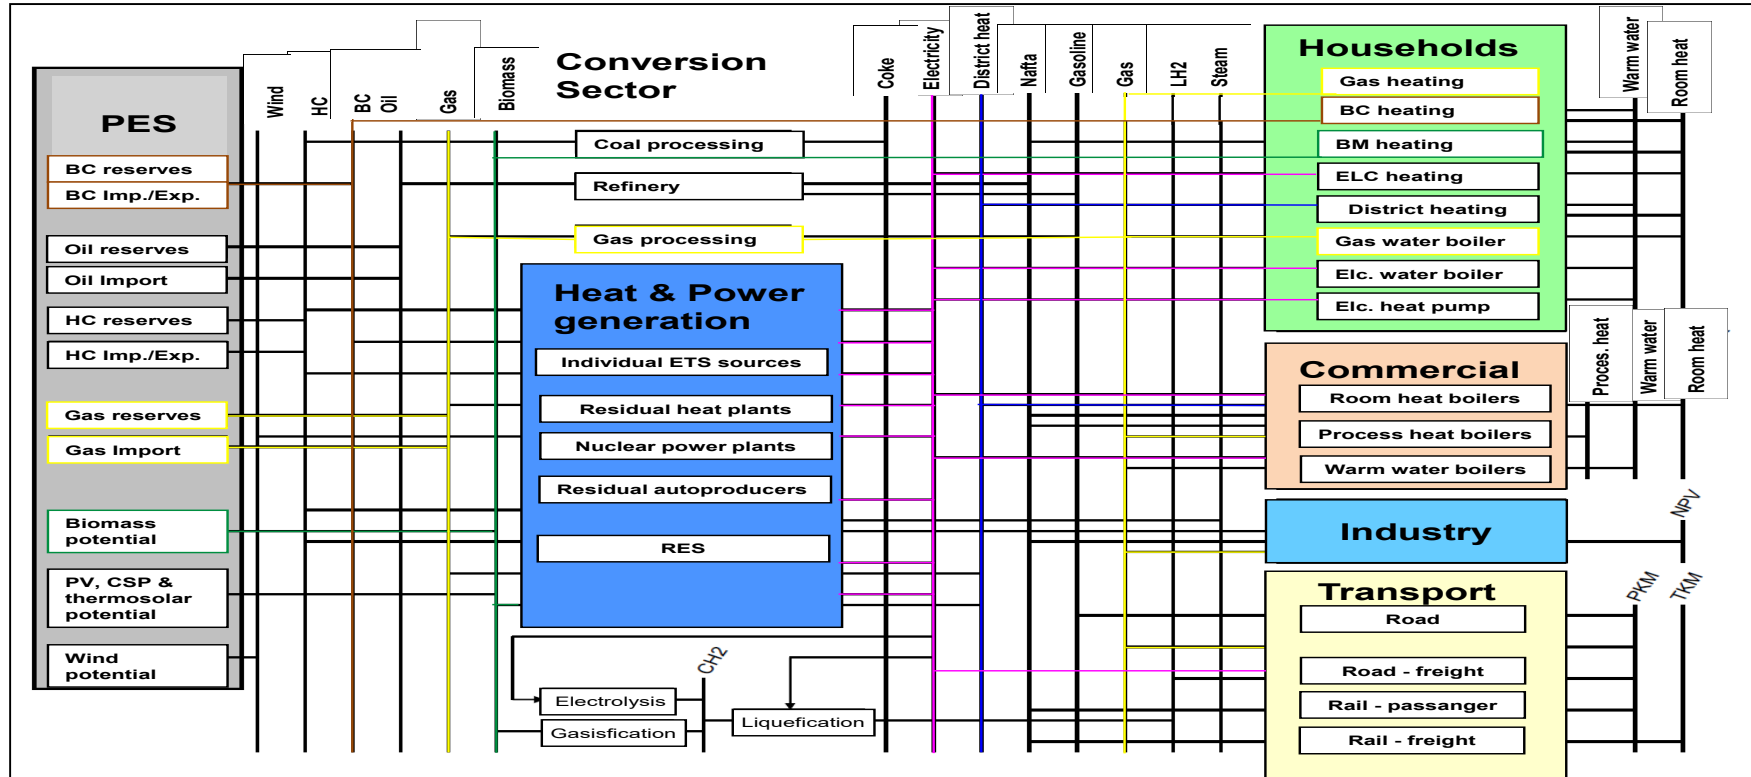 PES
BC reserves
BC Imp./Exp.
Oil reserves
Oil Import
HC reserves
HC Imp./Exp.
Gas reserves
Gas Import
Biomass
potential
PV, CSP &
thermosolar
potential
Wind
potential
Wind
HC
BC
Oil
Gas
Biomass
Conversion
Sector
Coal processing
Refinery
Gas processing
Heat & Power
generation
Individual ETS sources
Residual heat plants
Nuclear power plants
Residual autoproducers
RES
Electrolysis
Gasisfication
CH2
Liquefication
Coke
Electricity
District heat
Nafta
Gasoline
Gas
LH2
Steam
Households
Gas heating
BC heating
BM heating
ELC heating
District heating
Gas water boiler
Elc. water boiler
Elc. heat pump
Warm water
Room heat
Commercial
Room heat boilers
Process heat boilers
Warm water boilers
Proces. heat
Warm water
Room heat
Industry
NPV
Transport
Road
Road - freight
Rail - passanger
Rail - freight
PKM
TKM